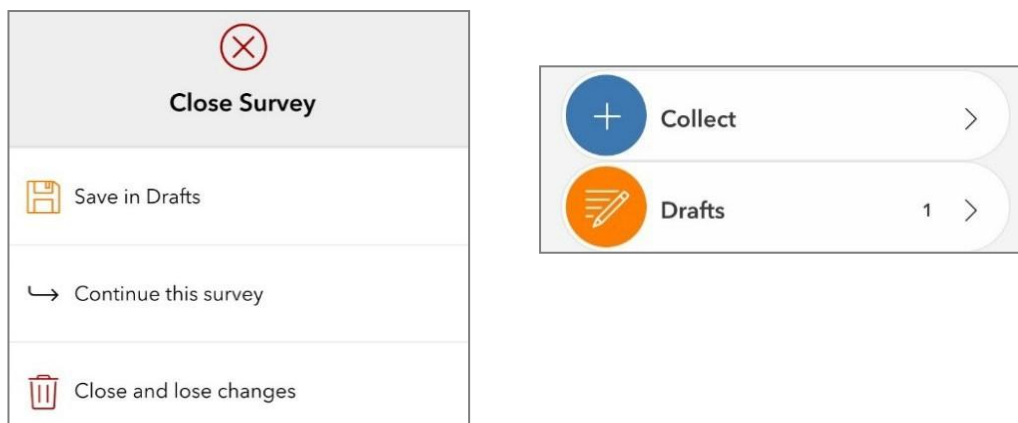 Close Survey
Save in Drafts
Continue this survey
Close and lose changes
Collect
Drafts 1